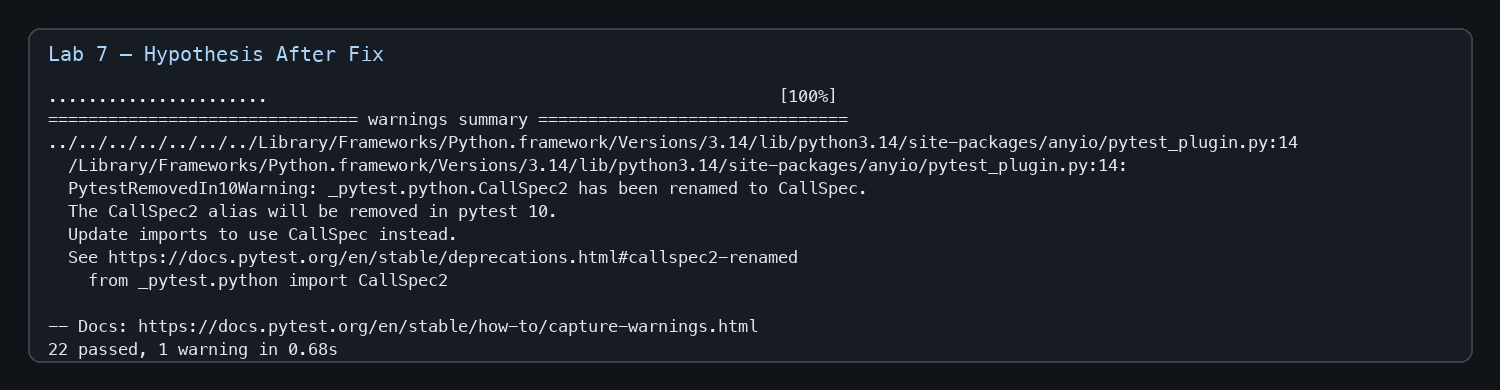 Lab 7 — Hypothesis After Fix
...................... [100%]
=============================== warnings summary ===============================
../../../../../../../Library/Frameworks/Python.framework/Versions/3.14/lib/python3.14/site-packages/anyio/pytest_plugin.py:14
/Library/Frameworks/Python.framework/Versions/3.14/lib/python3.14/site-packages/anyio/pytest_plugin.py:14:
PytestRemovedIn10Warning: _pytest.python.CallSpec2 has been renamed to CallSpec.
The CallSpec2 alias will be removed in pytest 10.
Update imports to use CallSpec instead.
See https://docs.pytest.org/en/stable/deprecations.html#callspec2-renamed
from _pytest.python import CallSpec2
-- Docs: https://docs.pytest.org/en/stable/how-to/capture-warnings.html
22 passed, 1 warning in 0.68s